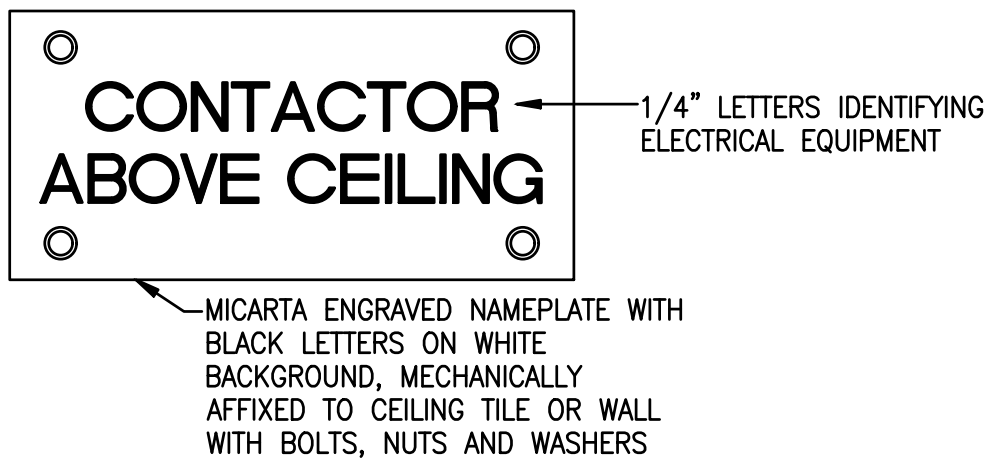 CONTACTOR
ABOVE CEILING
1/4” LETTERS IDENTIFYING
ELECTRICAL EQUIPMENT
MICARTA ENGRAVED NAMEPLATE WITH
BLACK LETTERS ON WHITE
BACKGROUND, MECHANICALLY
AFFIXED TO CEILING TILE OR WALL
WITH BOLTS, NUTS AND WASHERS